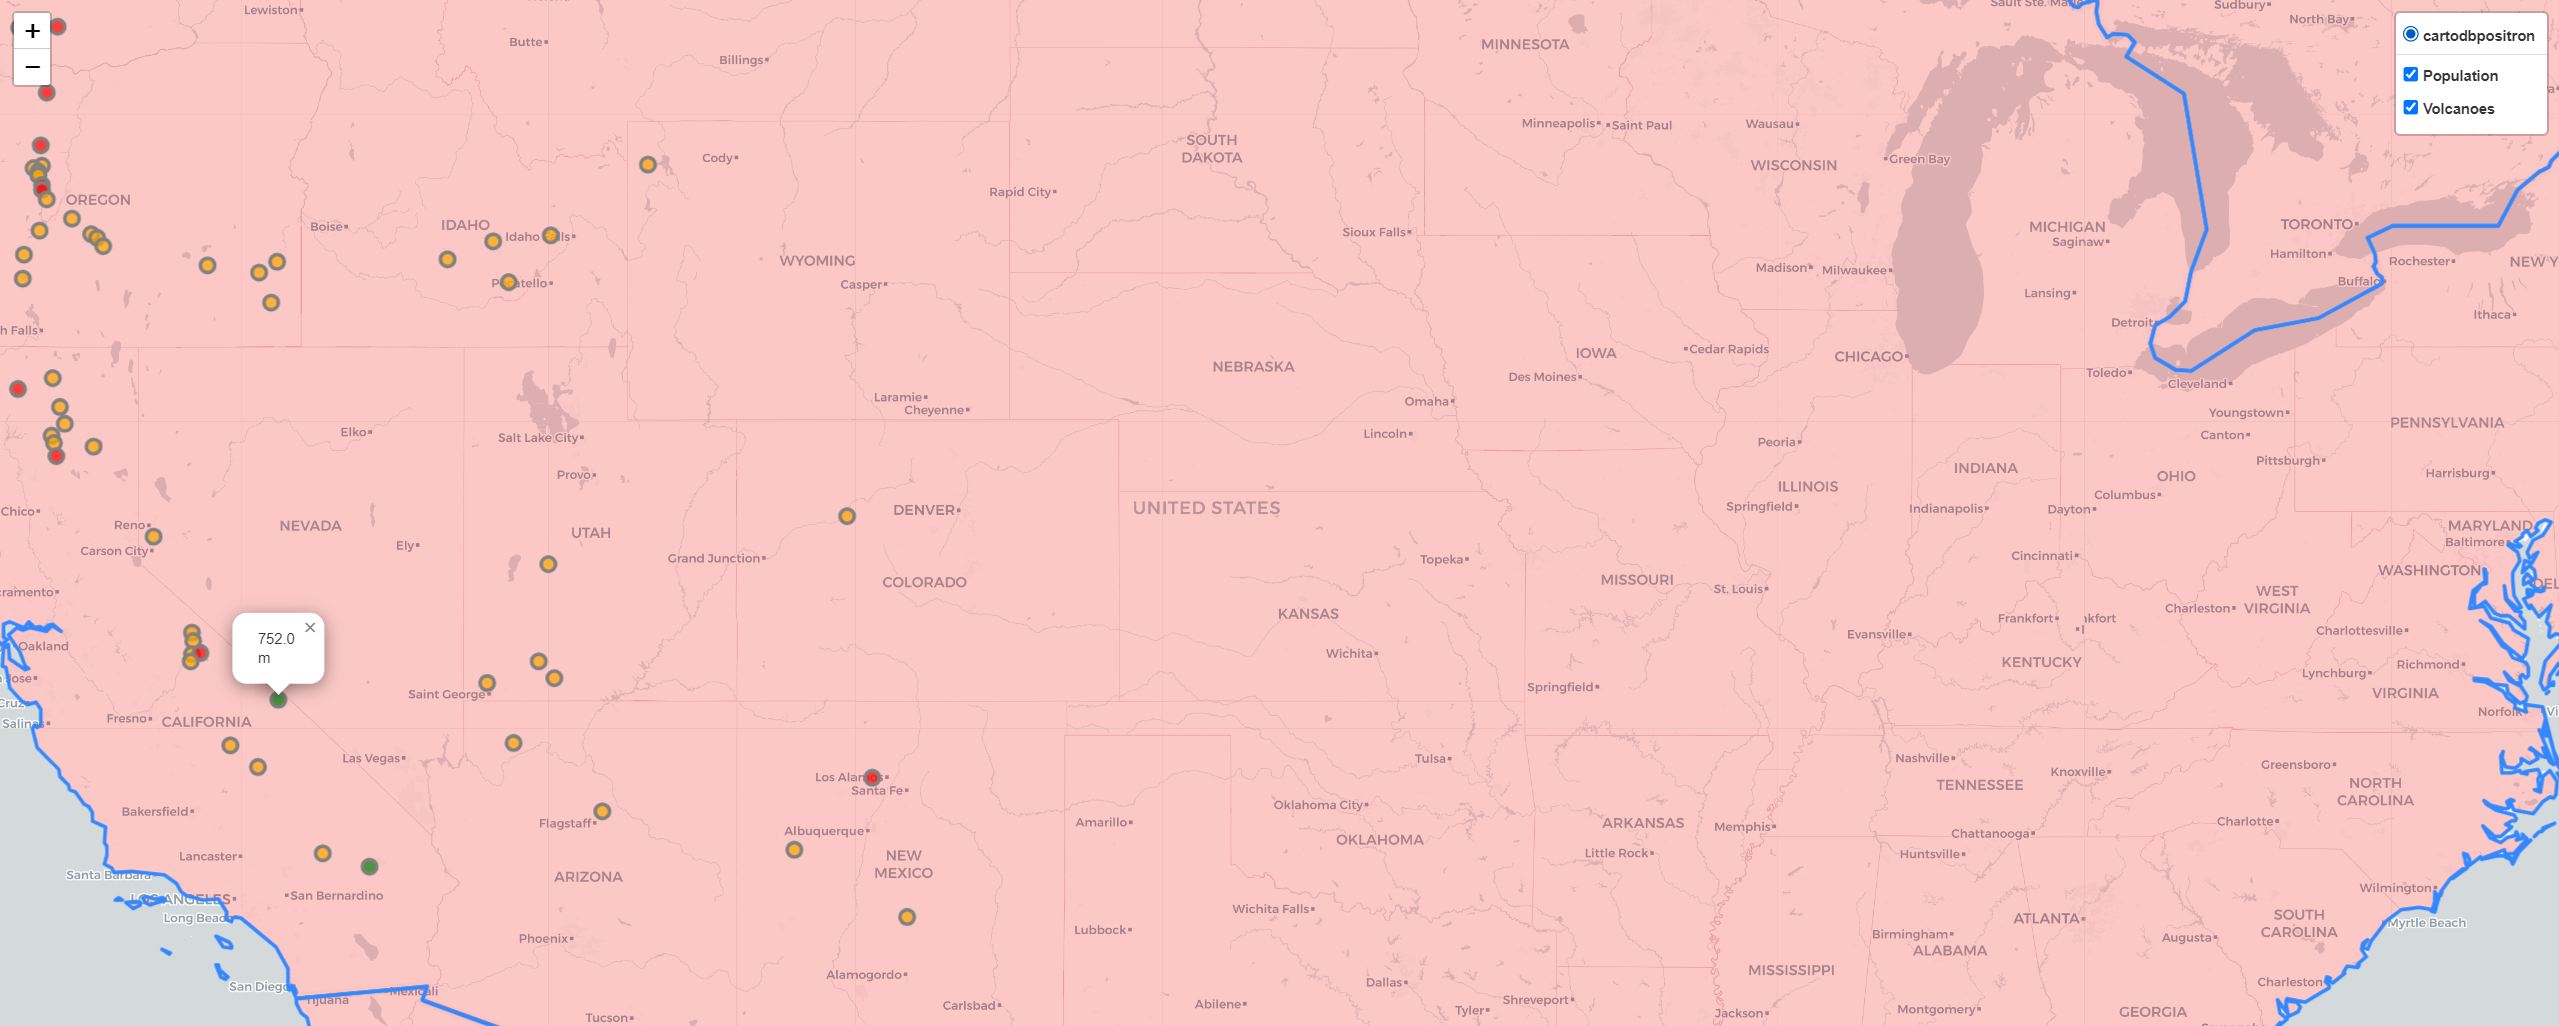 +
−
cartodbpositron
Population
Volcanoes
752.0
m
Lewiston
Butte
Billings
MINNESOTA
Sault Ste. Marie
Sudbury
North Bay
Cody
SOUTH
DAKOTA
Minneapolis
Saint Paul
Wausau
WISCONSIN
Green Bay
OREGON
Boise
IDAHO
Idaho Falls
Rapid City
Sioux Falls
MICHIGAN
Saginaw
TORONTO
Hamilton
WYOMING
Casper
Madison
Milwaukee
Rochester
NEW Y
Pocatello
Lansing
Buffalo
h Falls
Detroit
Ithaca
IOWA
Cedar Rapids
CHICAGO
NEBRASKA
Des Moines
Toledo
Cleveland
Laramie
Cheyenne
Omaha
Youngstown
PENNSYLVANIA
Elko
Salt Lake City
Lincoln
Peoria
Canton
Pittsburgh
Provo
INDIANA
OHIO
Harrisburg
ILLINOIS
Columbus
Chico
DENVER
UNITED STATES
Springfield
Indianapolis
Dayton
Reno
NEVADA
UTAH
MARYLAND
Baltimore
Carson City
Ely
Grand Junction
Topeka
Cincinnati
COLORADO
MISSOURI
St. Louis
WASHINGTON
DEL
cramento
WEST
VIRGINIA
KANSAS
Frankfort
kfort
Charleston
Oakland
Evansville
Charlottesville
Wichita
KENTUCKY
Richmond
n Jose
Saint George
Springfield
Lynchburg
VIRGINIA
Cruz
Salinas
Fresno
CALIFORNIA
Norfolk
Vi
Las Vegas
Tulsa
Nashville
Knoxville
Greensboro
Los Alamos
Santa Fe
TENNESSEE
NORTH
CAROLINA
Oklahoma City
Bakersfield
Flagstaff
Albuquerque
Amarillo
OKLAHOMA
ARKANSAS
Memphis
Chattanooga
Charlotte
Lancaster
NEW
MEXICO
Little Rock
Huntsville
Santa Barbara
ARIZONA
San Bernardino
LOS ANGELES
Long Beach
Wichita Falls
ATLANTA
Wilmington
SOUTH
CAROLINA
Myrtle Beach
Phoenix
Lubbock
Birmingham
ALABAMA
Augusta
Alamogordo
MISSISSIPPI
San Diego
Tijuana
Mexicali
Dallas
Charleston
Carlsbad
Abilene
Tyler
Shreveport
Jackson
Montgomery
GEORGIA
Tucson